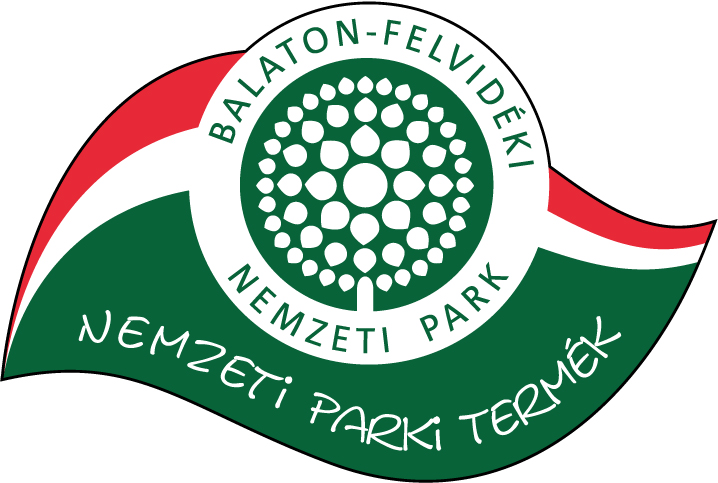 BALATON-FELVIDÉKI
NEMZETI PARK
NEMZETI PARKI TERMÉK